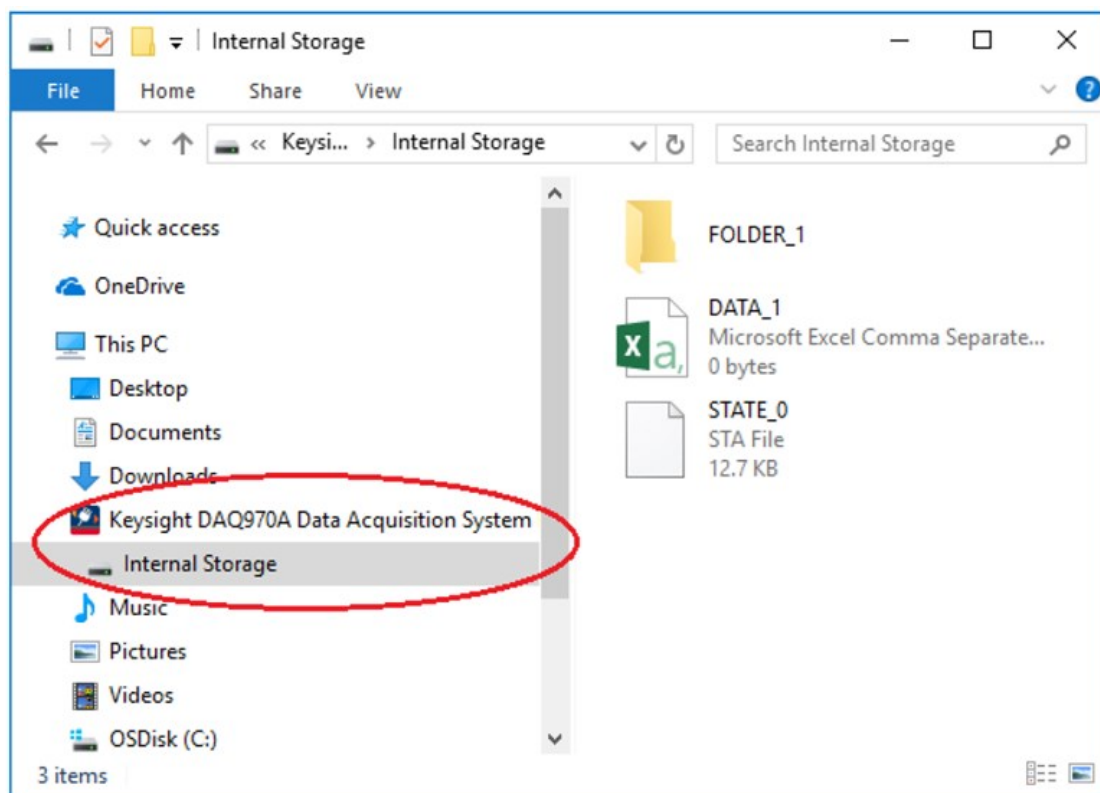 Internal Storage
File Home Share View
« Keysi... > Internal Storage
Search Internal Storage
Quick access
OneDrive
This PC
Desktop
Documents
Downloads
Keysight DAQ970A Data Acquisition System
Internal Storage
Music
Pictures
Videos
OSDisk (C:)
FOLDER_1
DATA_1
Microsoft Excel Comma Separate...
0 bytes
STATE_0
STA File
12.7 KB
3 items